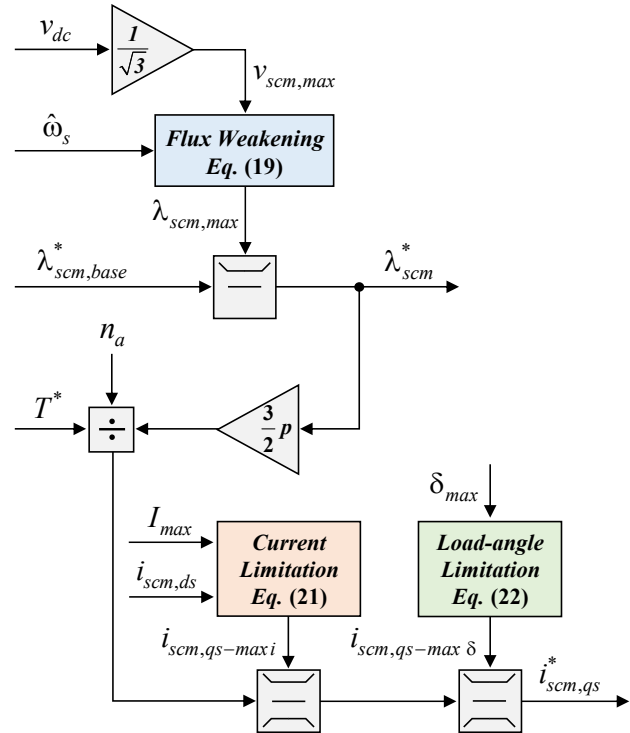 v_dc
1/√3
v_scm,max
ω̂_s
Flux Weakening
Eq. (19)
λ_scm,max
λ*_scm,base
λ*_scm
n_a
T*
÷
3/2 p
δ_max
I_max
i_scm,ds
Current
Limitation
Eq. (21)
Load-angle
Limitation
Eq. (22)
i_scm,qs−max i
i_scm,qs−max δ
i*_scm,qs